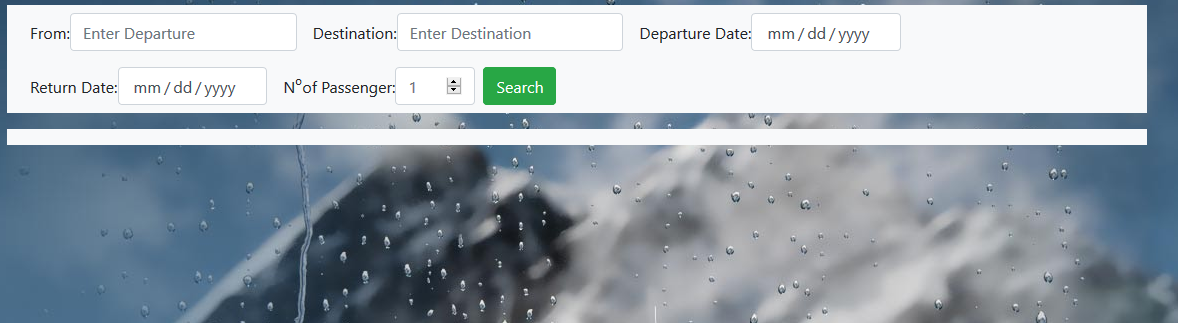 From: Enter Departure Destination: Enter Destination Departure Date: mm / dd / yyyy
Return Date: mm / dd / yyyy Nºof Passenger: 1 Search